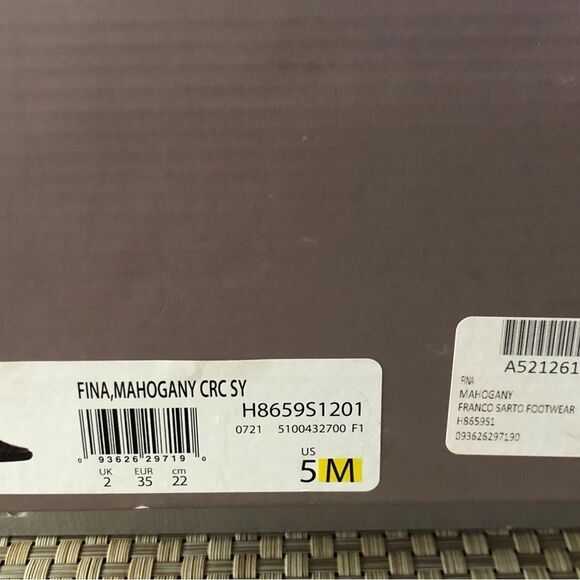 FINA,MAHOGANY CRC SY
H8659S1201
0721 5100432700 F1
0 93626 29719 0
UK EUR cm
2 35 22
US
5 M
A521261
FINA
MAHOGANY
FRANCO SARTO FOOTWEAR
H8659S1
093626297190